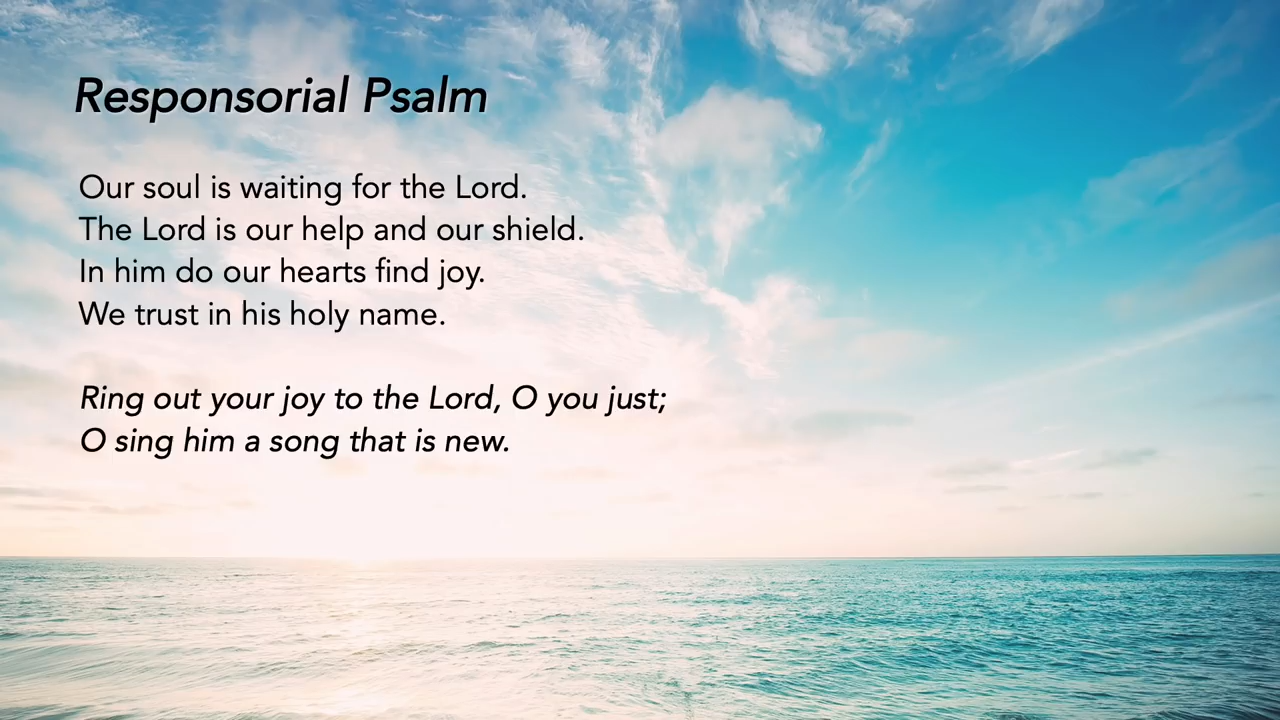 Responsorial Psalm
Our soul is waiting for the Lord.
The Lord is our help and our shield.
In him do our hearts find joy.
We trust in his holy name.
Ring out your joy to the Lord, O you just;
O sing him a song that is new.